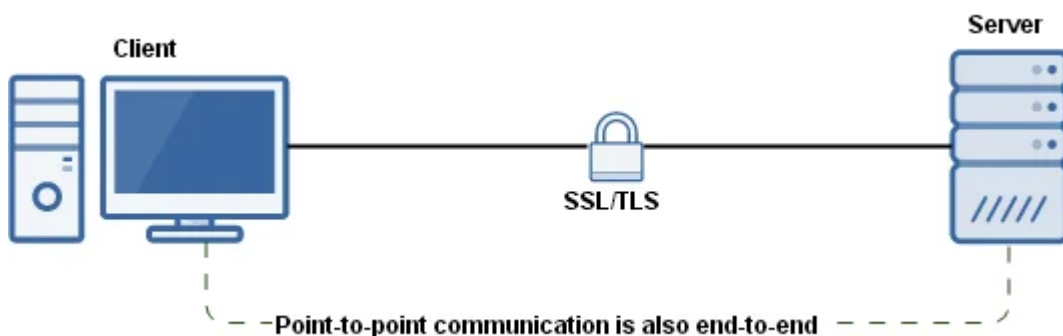 Server
Client
SSL/TLS
Point-to-point communication is also end-to-end